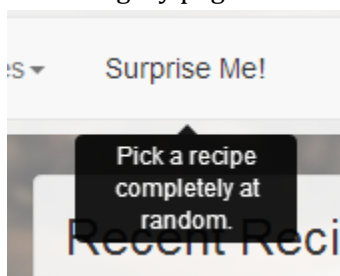 es
Surprise Me!
Pick a recipe
completely at
random.
Recent Reci